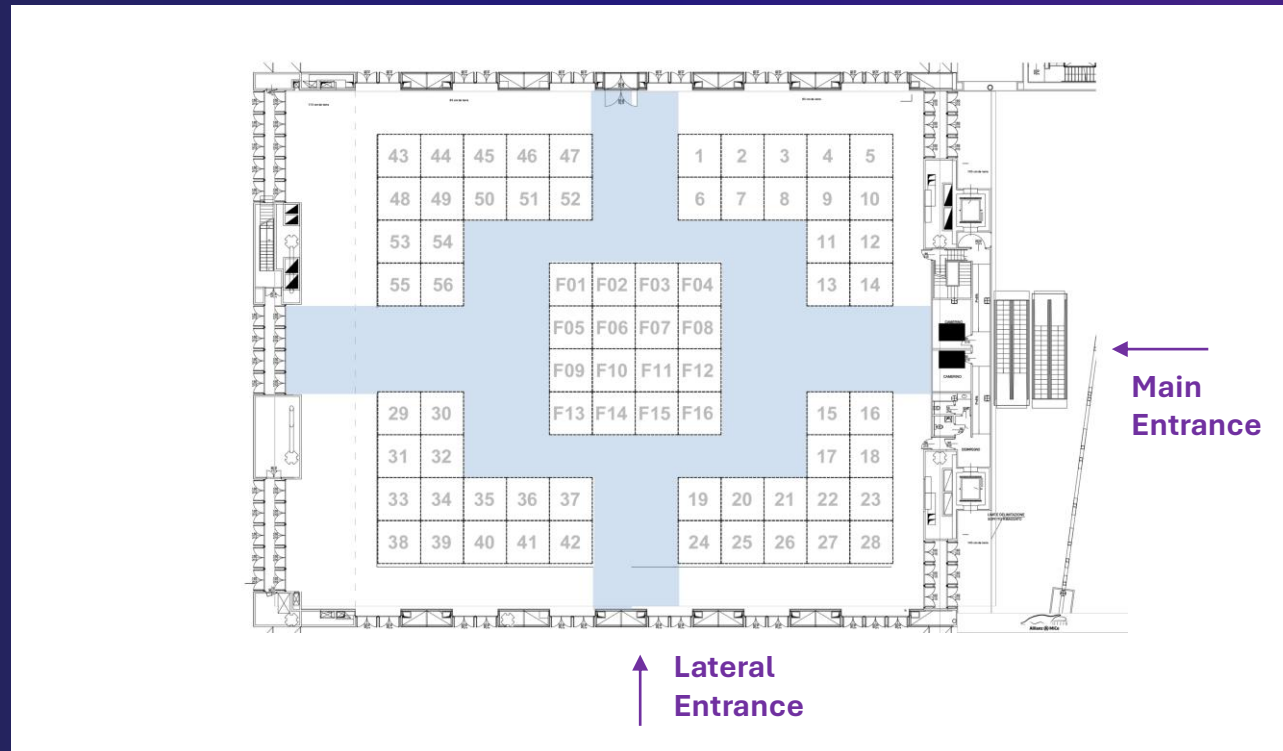 43 44 45 46 47 1 2 3 4 5
48 49 50 51 52 6 7 8 9 10
53 54 11 12
55 56 F01 F02 F03 F04 13 14
F05 F06 F07 F08
CAMERINO
F09 F10 F11 F12
CAMERINO
Main
Entrance
29 30 F13 F14 F15 F16 15 16
31 32 17 18
33 34 35 36 37 19 20 21 22 23
38 39 40 41 42 24 25 26 27 28
Allianz MiCo
Lateral
Entrance